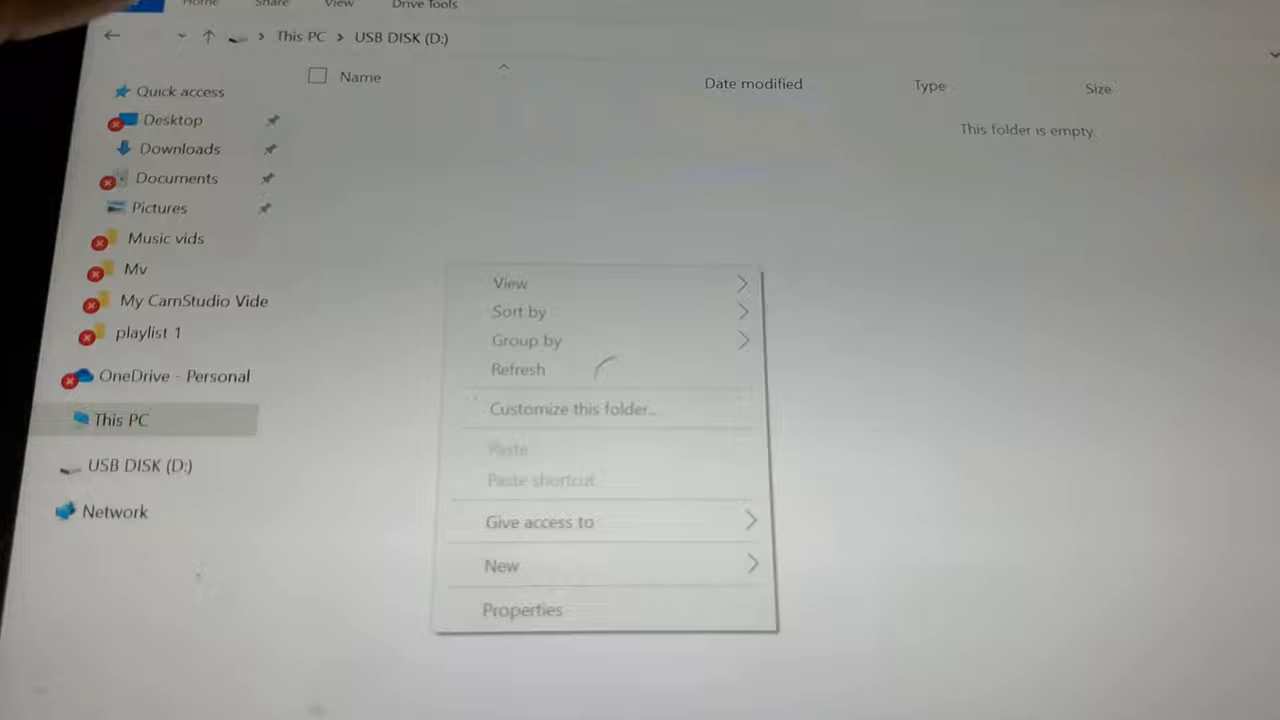 Home Share View Drive Tools
This PC > USB DISK (D:)
Name Date modified Type Size
This folder is empty.
Quick access
Desktop
Downloads
Documents
Pictures
Music vids
Mv
My CamStudio Vide
playlist 1
OneDrive - Personal
This PC
USB DISK (D:)
Network
View
Sort by
Group by
Refresh
Customize this folder...
Paste
Paste shortcut
Give access to
New
Properties